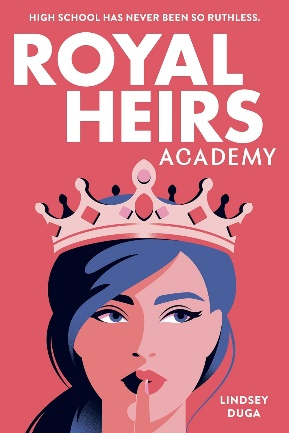 HIGH SCHOOL HAS NEVER BEEN SO RUTHLESS.
ROYAL
HEIRS
ACADEMY
LINDSEY
DUGA